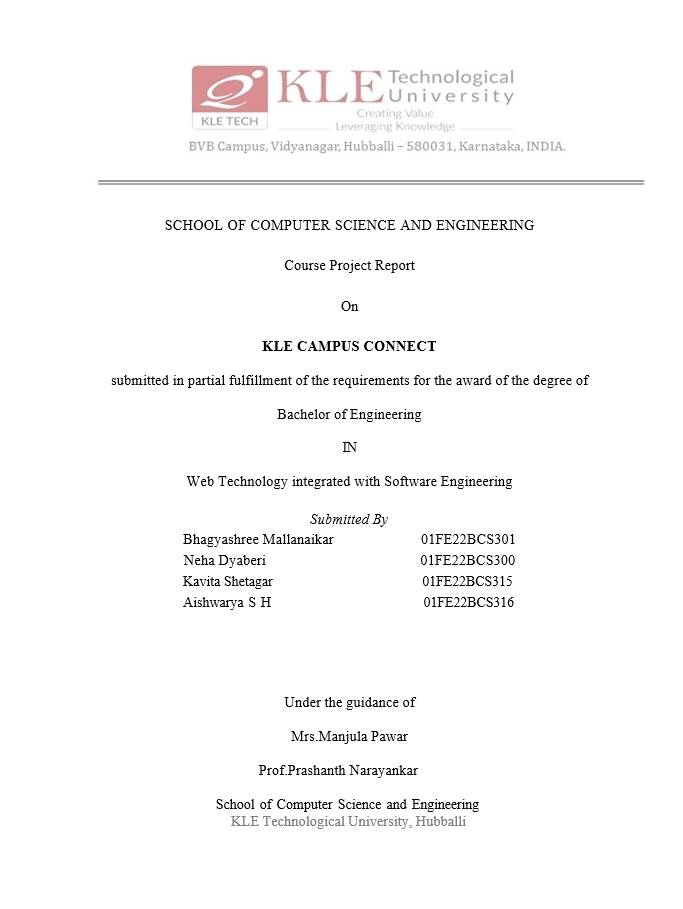 KLE Technological
University
KLE TECH
Creating Value
Leveraging Knowledge
BVB Campus, Vidyanagar, Hubballi – 580031, Karnataka, INDIA.
SCHOOL OF COMPUTER SCIENCE AND ENGINEERING
Course Project Report
On
KLE CAMPUS CONNECT
submitted in partial fulfillment of the requirements for the award of the degree of
Bachelor of Engineering
IN
Web Technology integrated with Software Engineering
Submitted By
Bhagyashree Mallanaikar 01FE22BCS301
Neha Dyaberi 01FE22BCS300
Kavita Shetagar 01FE22BCS315
Aishwarya S H 01FE22BCS316
Under the guidance of
Mrs.Manjula Pawar
Prof.Prashanth Narayankar
School of Computer Science and Engineering
KLE Technological University, Hubballi